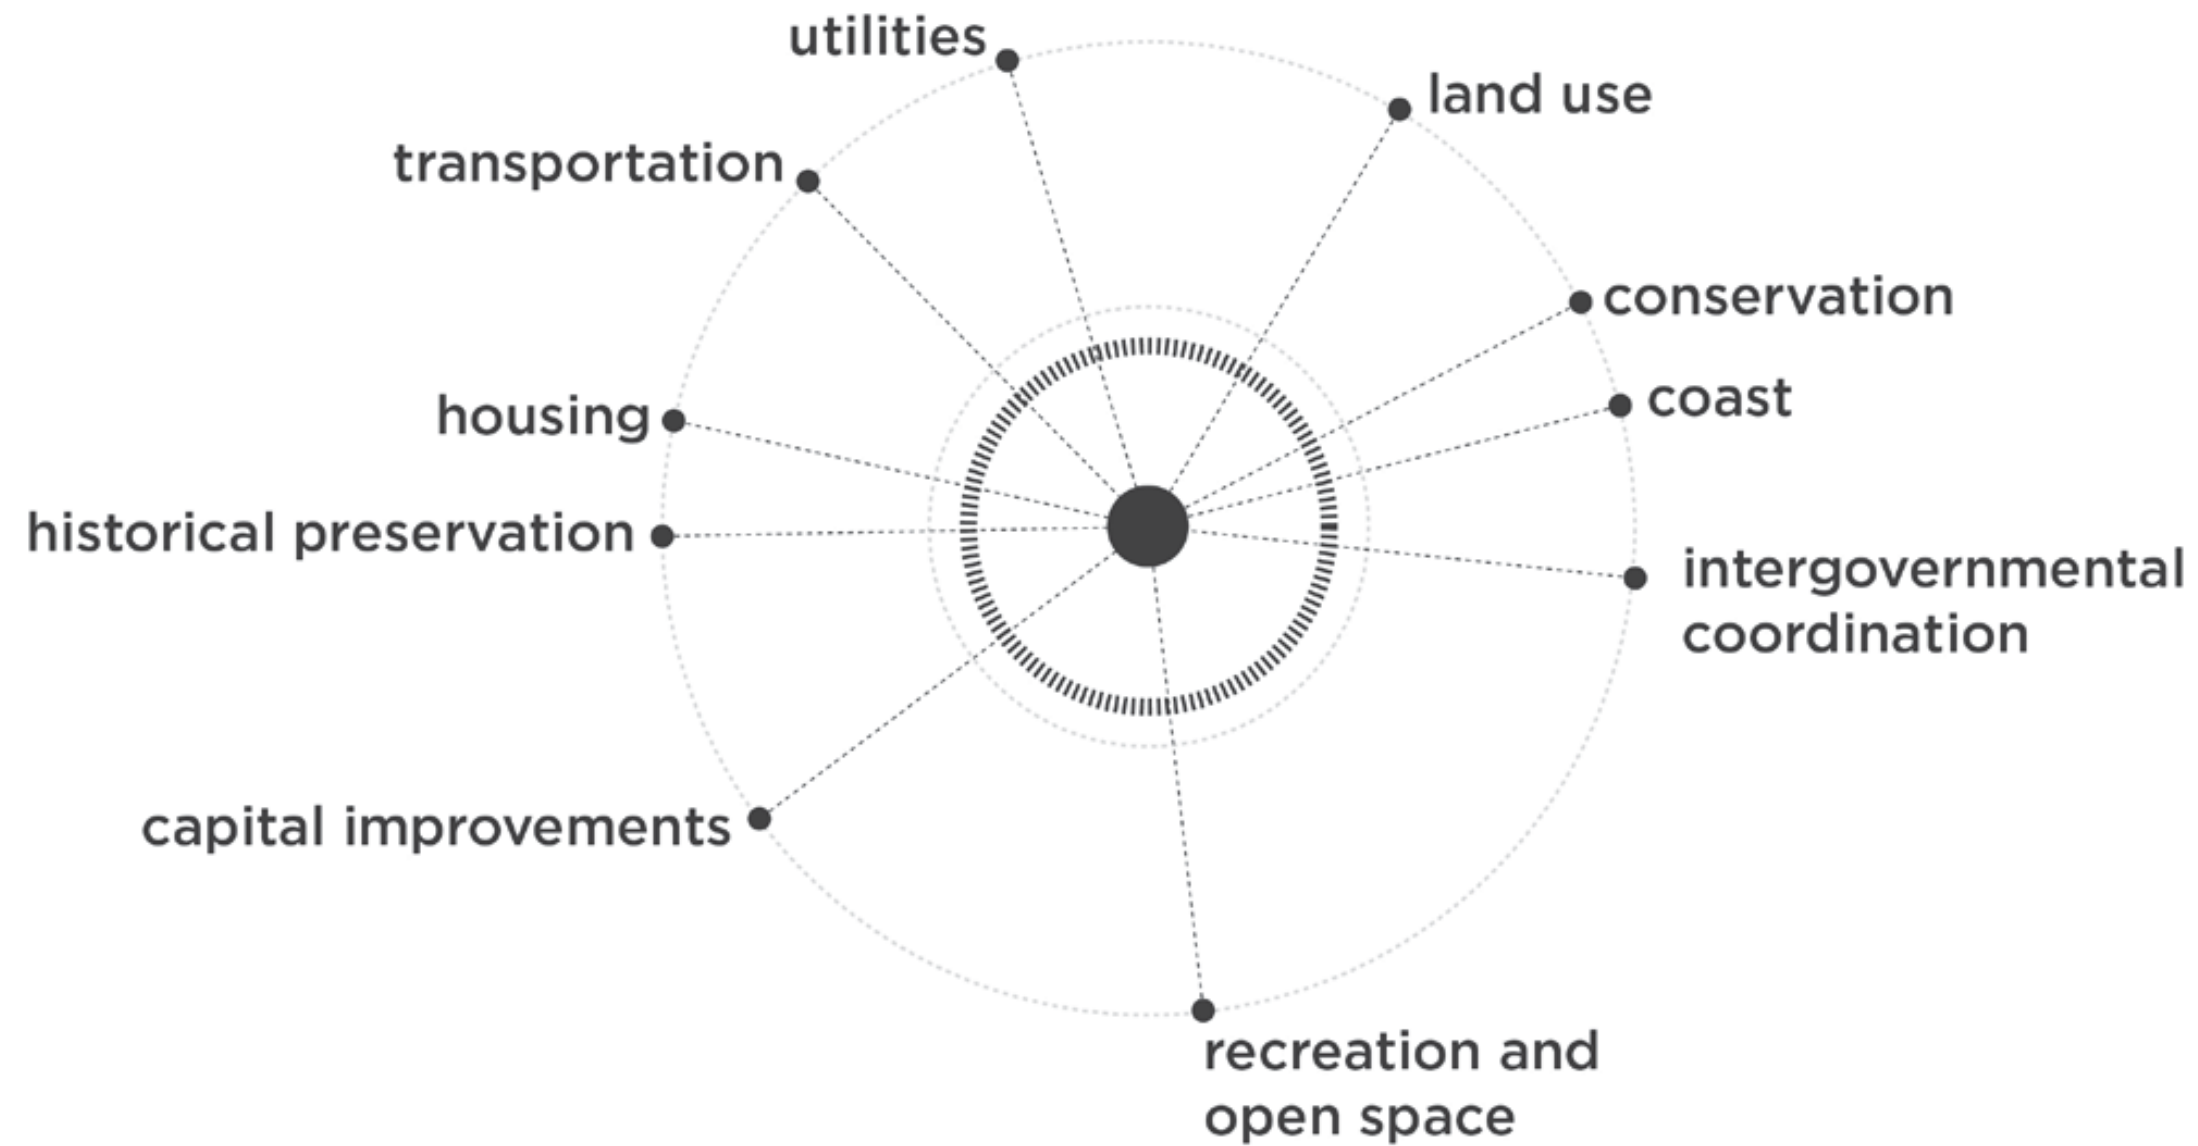 utilities
land use
transportation
conservation
coast
housing
historical preservation
intergovernmental
coordination
capital improvements
recreation and
open space